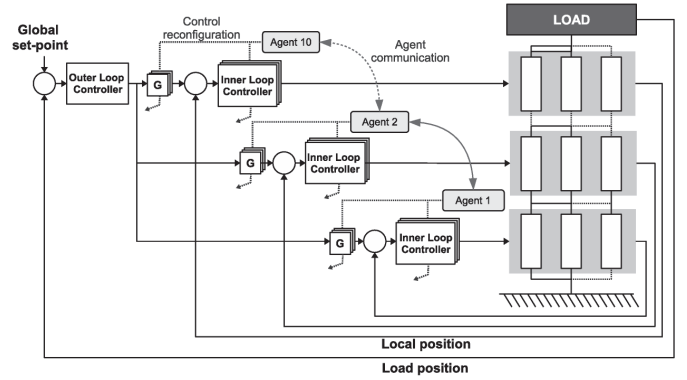 Global
set-point
Control
reconfiguration
Agent 10
Agent
communication
LOAD
Outer Loop
Controller
G
Inner Loop
Controller
Agent 2
G
Inner Loop
Controller
Agent 1
G
Inner Loop
Controller
Local position
Load position